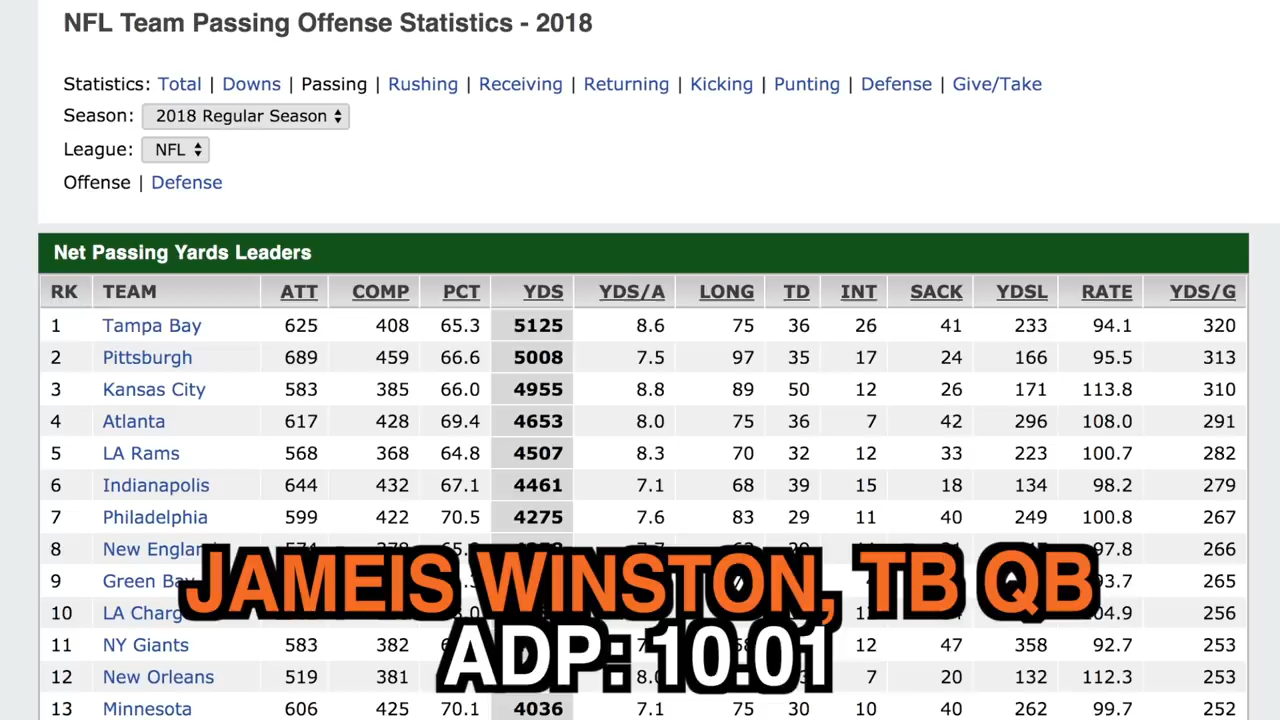 NFL Team Passing Offense Statistics - 2018
Statistics: Total | Downs | Passing | Rushing | Receiving | Returning | Kicking | Punting | Defense | Give/Take
Season: 2018 Regular Season
League: NFL
Offense | Defense
Net Passing Yards Leaders
RK TEAM ATT COMP PCT YDS YDS/A LONG TD INT SACK YDSL RATE YDS/G
1 Tampa Bay 625 408 65.3 5125 8.6 75 36 26 41 233 94.1 320
2 Pittsburgh 689 459 66.6 5008 7.5 97 35 17 24 166 95.5 313
3 Kansas City 583 385 66.0 4955 8.8 89 50 12 26 171 113.8 310
4 Atlanta 617 428 69.4 4653 8.0 75 36 7 42 296 108.0 291
5 LA Rams 568 368 64.8 4507 8.3 70 32 12 33 223 100.7 282
6 Indianapolis 644 432 67.1 4461 7.1 68 39 15 18 134 98.2 279
7 Philadelphia 599 422 70.5 4275 7.6 83 29 11 40 249 100.8 267
8 New England 266
9 Green Bay 265
10 LA 256
JAMEIS WINSTON, TB QB
11 NY Giants 583 382 12 47 358 92.7 253
ADP: 10.01
12 New Orleans 519 381 7 20 132 112.3 253
13 Minnesota 606 425 70.1 4036 7.1 75 30 10 40 262 99.7 252